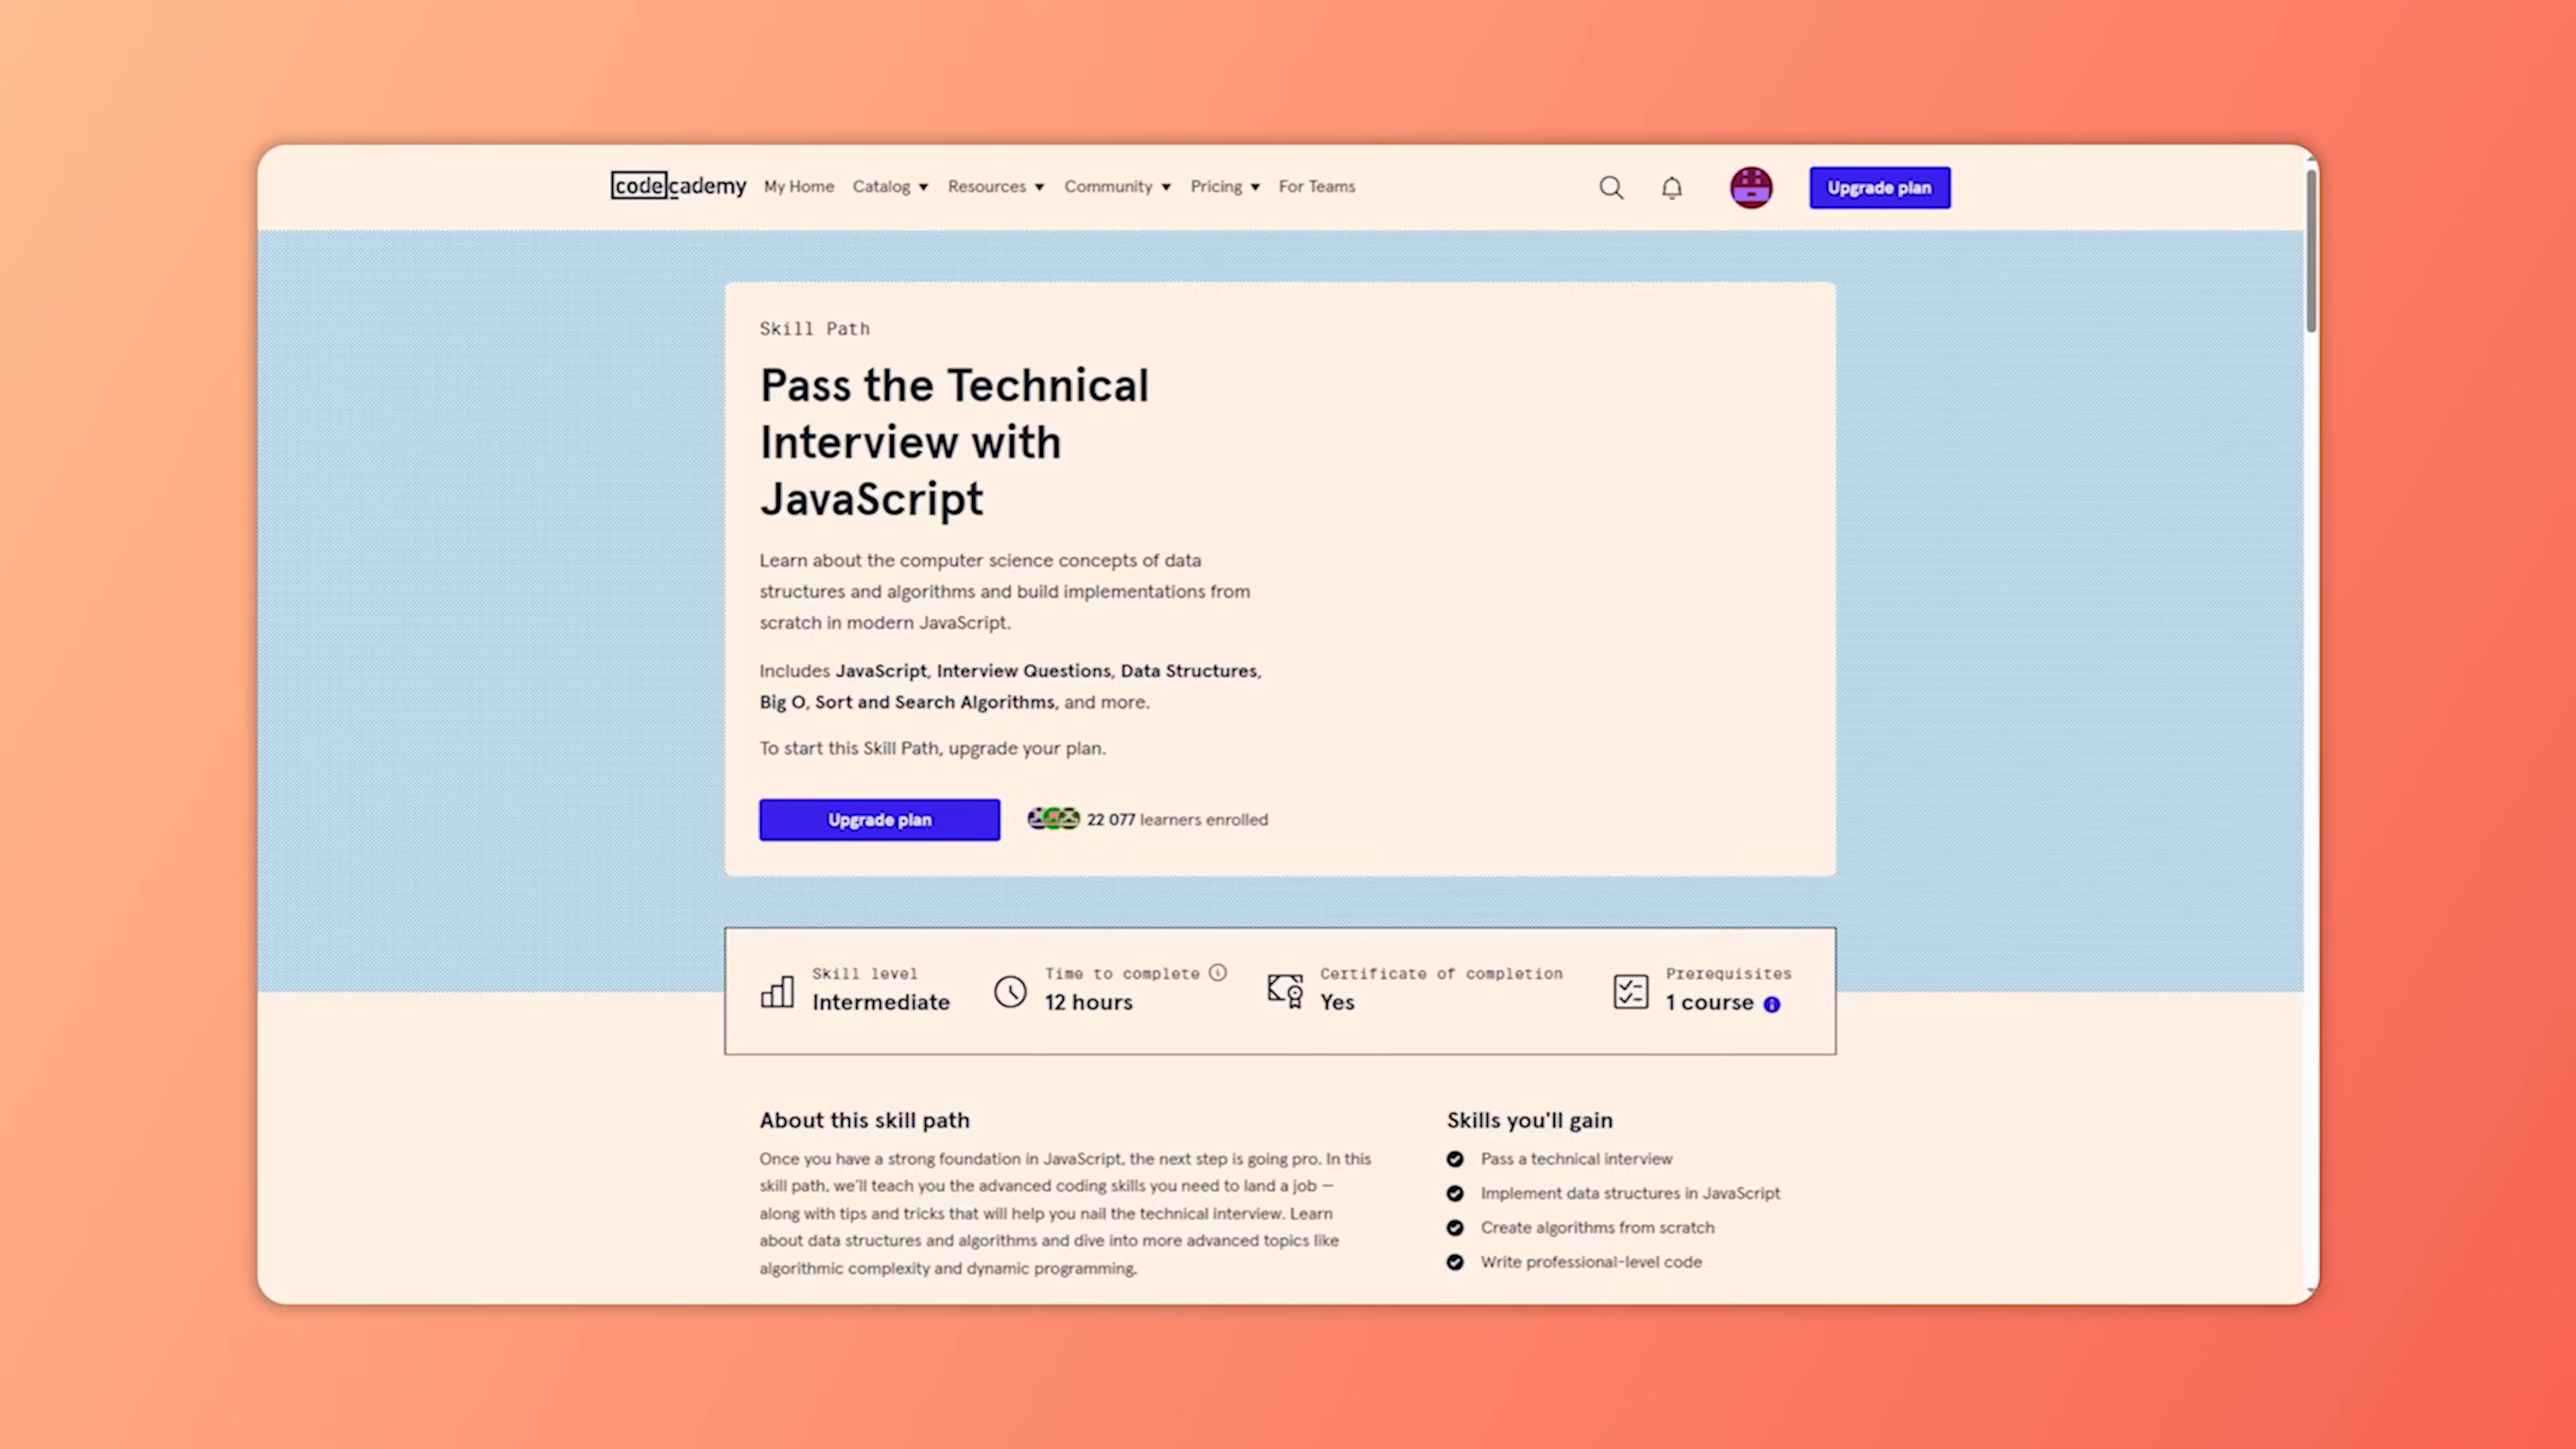 codecademy My Home Catalog Resources Community Pricing For Teams Upgrade plan
Skill Path
Pass the Technical
Interview with
JavaScript
Learn about the computer science concepts of data
structures and algorithms and build implementations from
scratch in modern JavaScript.
Includes JavaScript, Interview Questions, Data Structures,
Big O, Sort and Search Algorithms, and more.
To start this Skill Path, upgrade your plan.
Upgrade plan 22 077 learners enrolled
Skill level
Intermediate
Time to complete
12 hours
Certificate of completion
Yes
Prerequisites
1 course
About this skill path
Once you have a strong foundation in JavaScript, the next step is going pro. In this
skill path, we'll teach you the advanced coding skills you need to land a job —
along with tips and tricks that will help you nail the technical interview. Learn
about data structures and algorithms and dive into more advanced topics like
algorithmic complexity and dynamic programming.
Skills you'll gain
Pass a technical interview
Implement data structures in JavaScript
Create algorithms from scratch
Write professional-level code